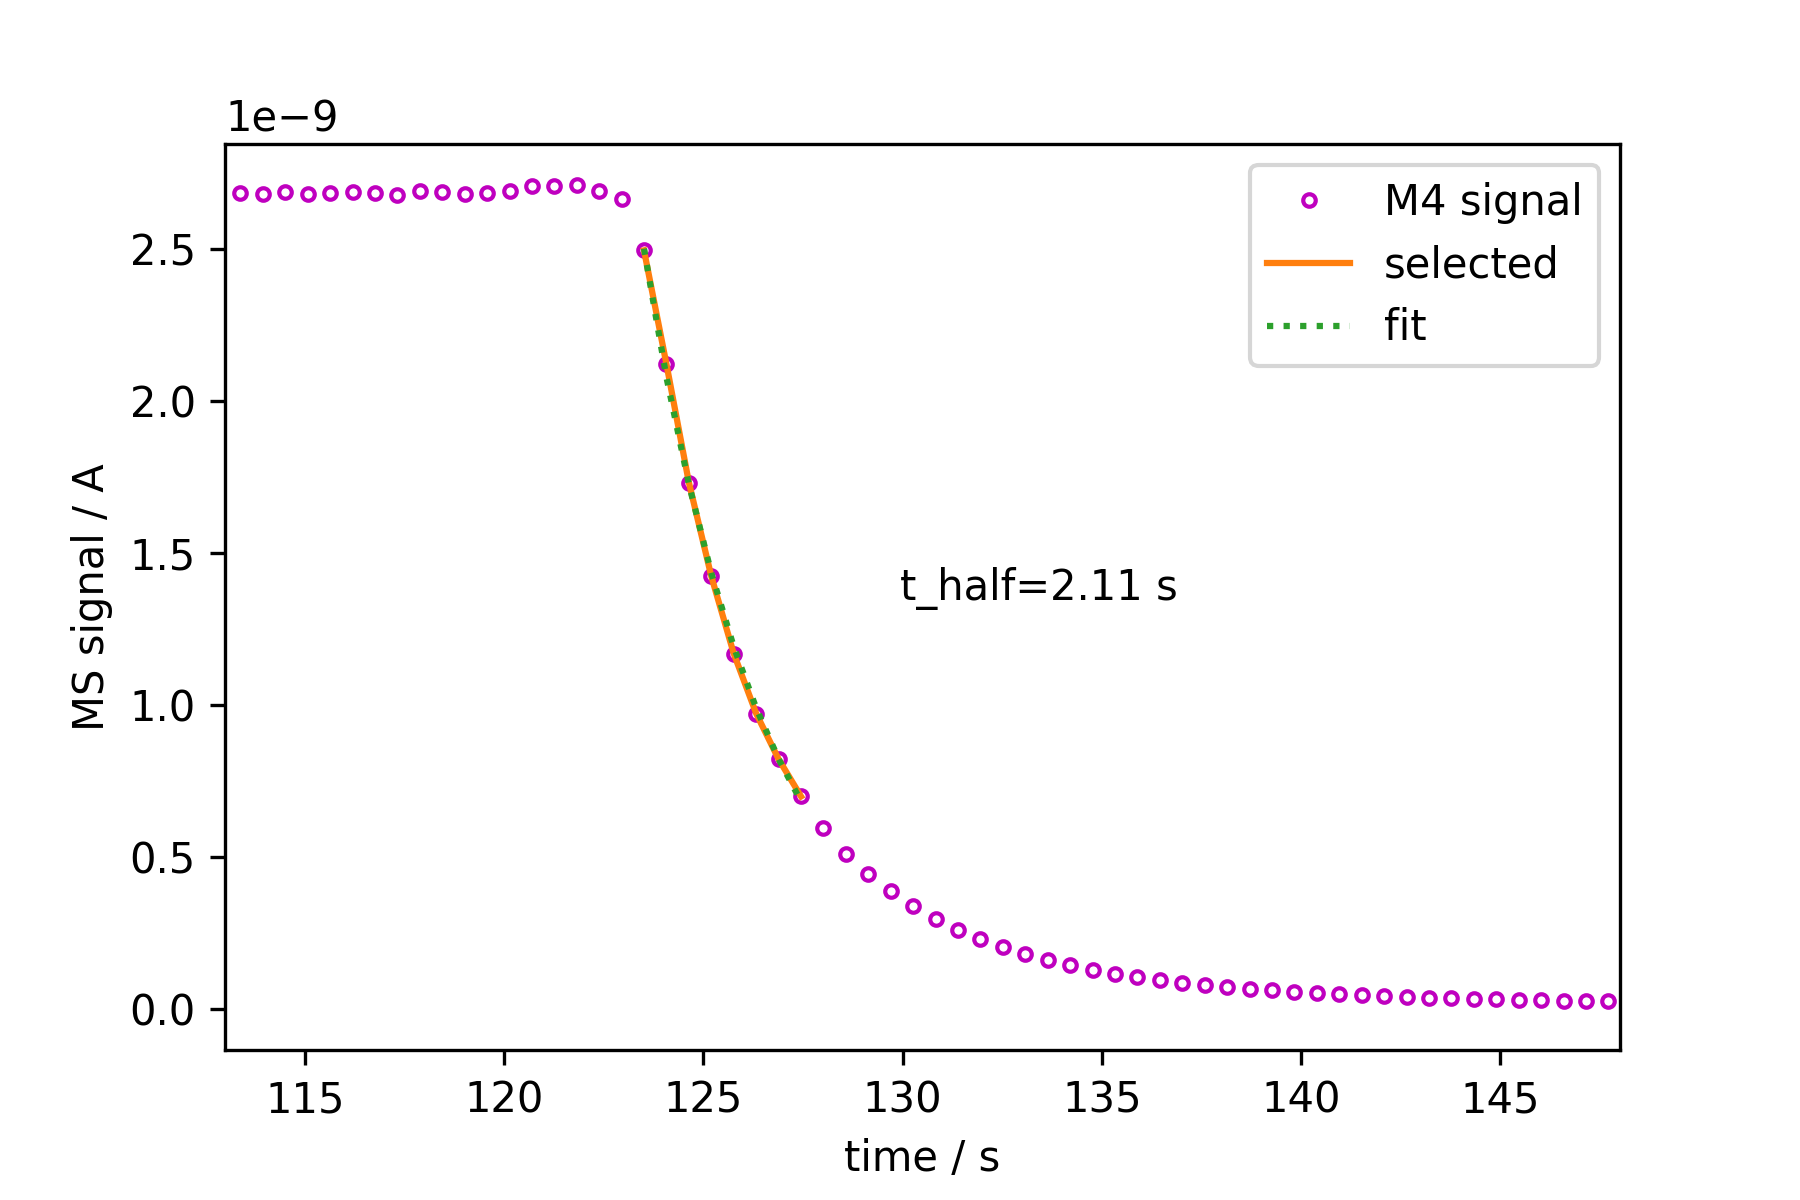 1e−9
M4 signal
selected
fit
2.5
2.0
1.5
1.0
0.5
0.0
MS signal / A
t_half=2.11 s
115 120 125 130 135 140 145
time / s